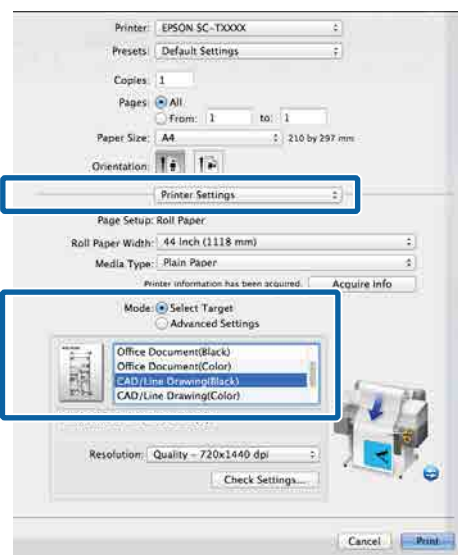 Printer: EPSON SC-TXXXX
Presets: Default Settings
Copies: 1
Pages: All
From: 1 to: 1
Paper Size: A4 210 by 297 mm
Orientation:
Printer Settings
Page Setup: Roll Paper
Roll Paper Width: 44 Inch (1118 mm)
Media Type: Plain Paper
Printer information has been acquired. Acquire Info
Mode: Select Target
Advanced Settings
Office Document(Black)
Office Document(Color)
CAD/Line Drawing(Black)
CAD/Line Drawing(Color)
Resolution: Quality - 720x1440 dpi
Check Settings...
Cancel Print